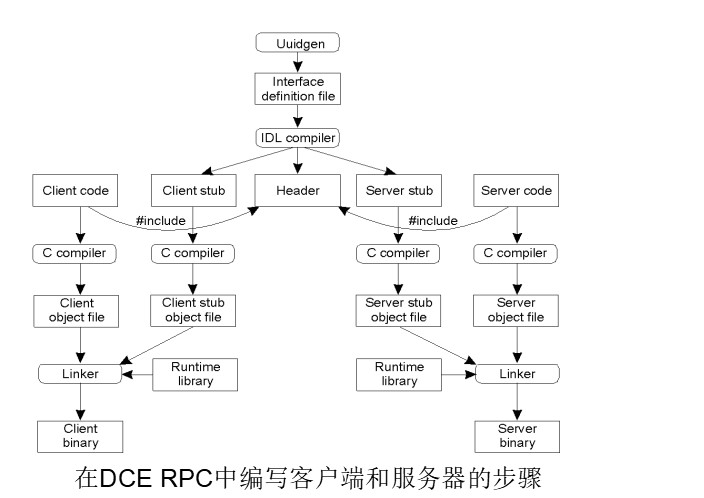 Uuidgen
Interface
definition file
IDL compiler
Client code
Client stub
Header
Server stub
Server code
#include
#include
C compiler
C compiler
C compiler
C compiler
Client
object file
Client stub
object file
Server stub
object file
Server
object file
Linker
Runtime
library
Runtime
library
Linker
Client
binary
Server
binary
在DCE RPC中编写客户端和服务器的步骤